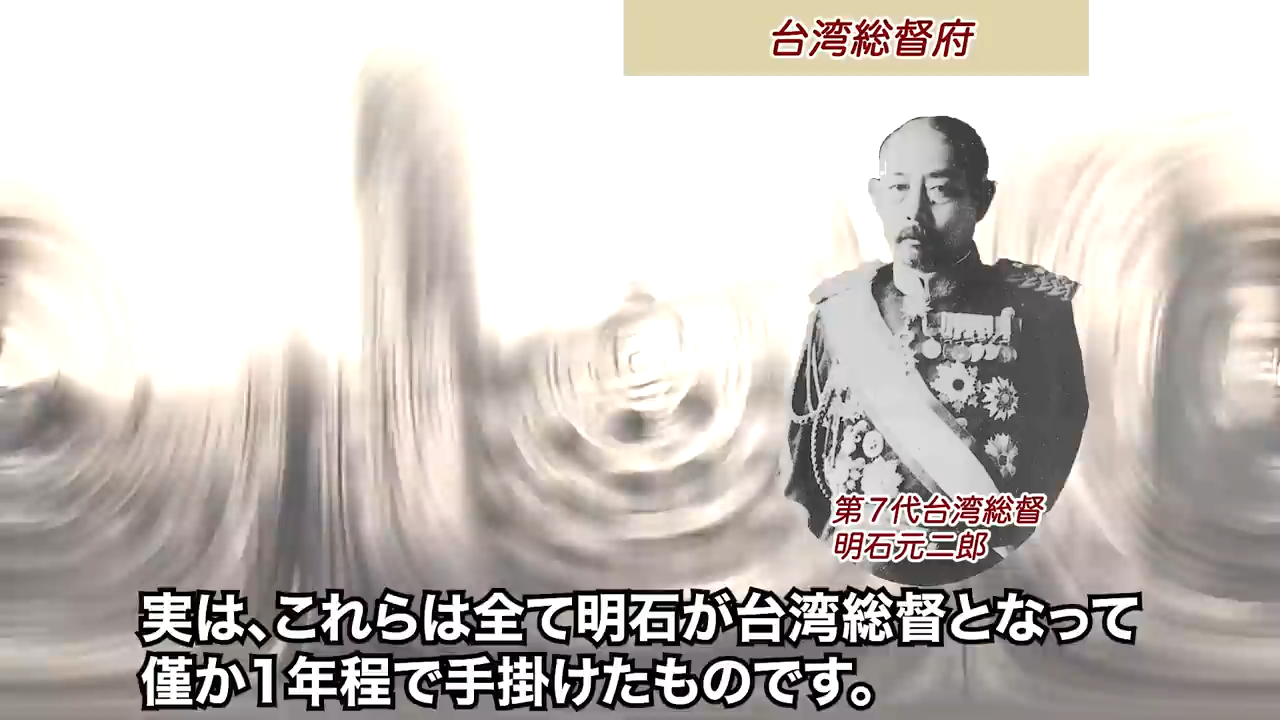 台湾総督府
第7代台湾総督
明石元二郎
実は、これらは全て明石が台湾総督となって
僅か1年程で手掛けたものです。